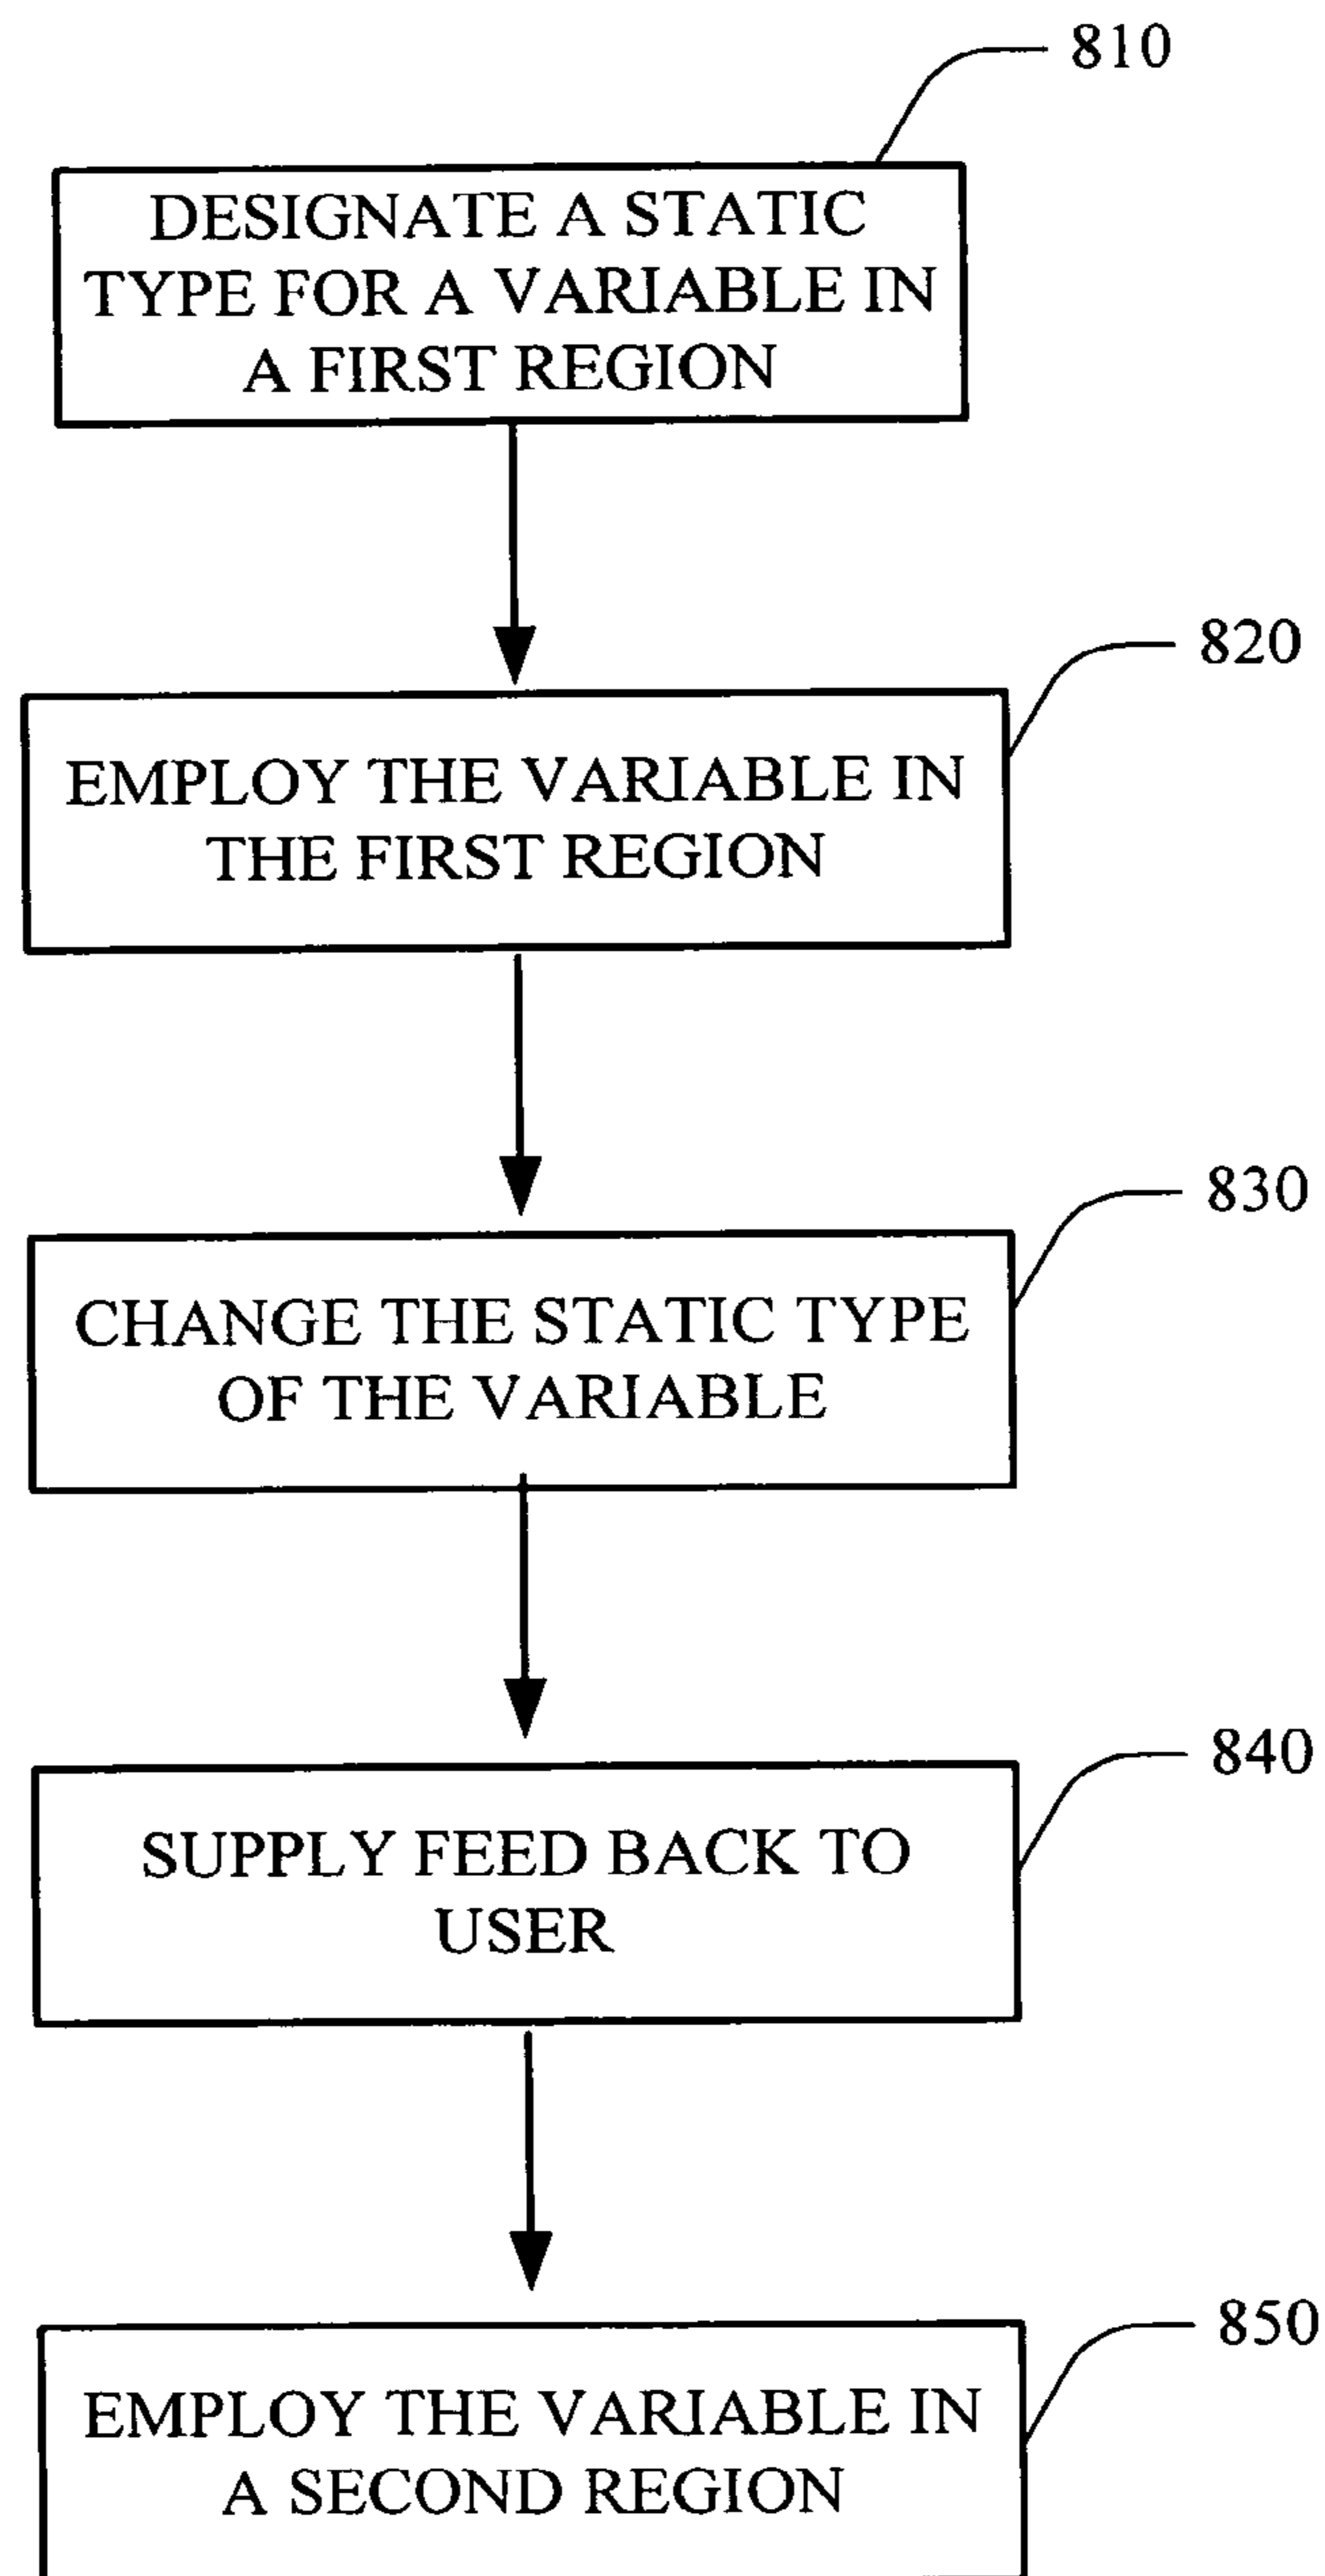 810
DESIGNATE A STATIC
TYPE FOR A VARIABLE IN
A FIRST REGION
820
EMPLOY THE VARIABLE IN
THE FIRST REGION
830
CHANGE THE STATIC TYPE
OF THE VARIABLE
840
SUPPLY FEED BACK TO
USER
850
EMPLOY THE VARIABLE IN
A SECOND REGION